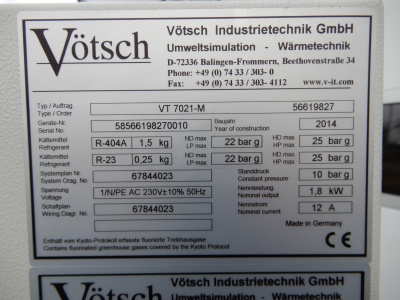 Vötsch
Vötsch Industrietechnik GmbH
Umweltsimulation - Wärmetechnik
D-72336 Balingen-Frommern, Beethovenstraße 34
Phone: +49 (0) 74 33 / 303- 0
Fax: +49 (0) 74 33 / 303- 4112 www.v-it.com
Typ / Auftrag
Type / Order
VT 7021-M 56619827
Geräte-Nr.
Serial No.
58566198270010
Baujahr
Year of construction
2014
Kältemittel
Refrigerant
R-404A 1,5 kg
ND max.
LP max.
22 bar g
HD max.
HP max.
25 bar g
Kältemittel
Refrigerant
R-23 0,25 kg
ND max.
LP max.
22 bar g
HD max.
HP max.
25 bar g
Systemplan Nr
System Drag. No.
67844023
Standdruck
Constant pressure
10 bar g
Spannung
Voltage
1/N/PE AC 230V±10% 50Hz
Nennleistung
Nominal output
1,8 kW
Schaltplan
Wiring Diagr. No.
67844023
Nennstrom
Nominal current
12 A
Made in Germany
Enthält vom Kyoto-Protokoll erfasste fluorierte Treibhausgase
Contains fluorinated greenhouse gases covered by the Kyoto Protocol
CE
Vötsch Industrietechnik GmbH